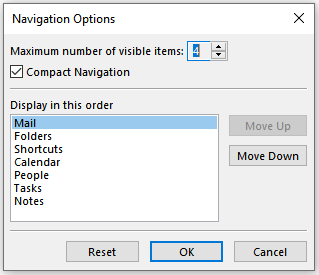 Navigation Options
Maximum number of visible items: 4
Compact Navigation
Display in this order
Mail
Folders
Shortcuts
Calendar
People
Tasks
Notes
Move Up
Move Down
Reset OK Cancel